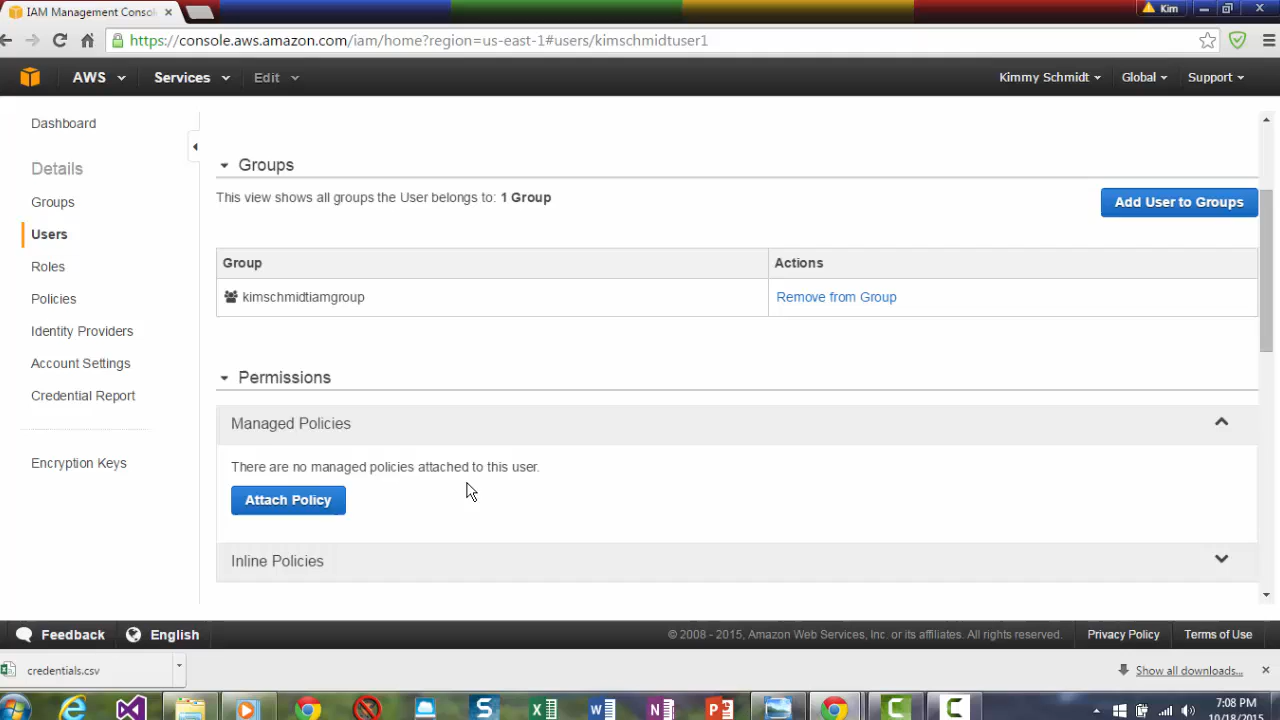 IAM Management Conso
Kim
https://console.aws.amazon.com/iam/home?region=us-east-1#users/kimschmidtuser1
AWS Services Edit Kimmy Schmidt Global Support
Dashboard
Details
Groups
Users
Roles
Policies
Identity Providers
Account Settings
Credential Report
Encryption Keys
Groups
This view shows all groups the User belongs to: 1 Group
Add User to Groups
Group Actions
kimschmidtiamgroup Remove from Group
Permissions
Managed Policies
There are no managed policies attached to this user.
Attach Policy
Inline Policies
Feedback English © 2008 - 2015, Amazon Web Services, Inc. or its affiliates. All rights reserved. Privacy Policy Terms of Use
credentials.csv Show all downloads...
7:08 PM
10/18/2015